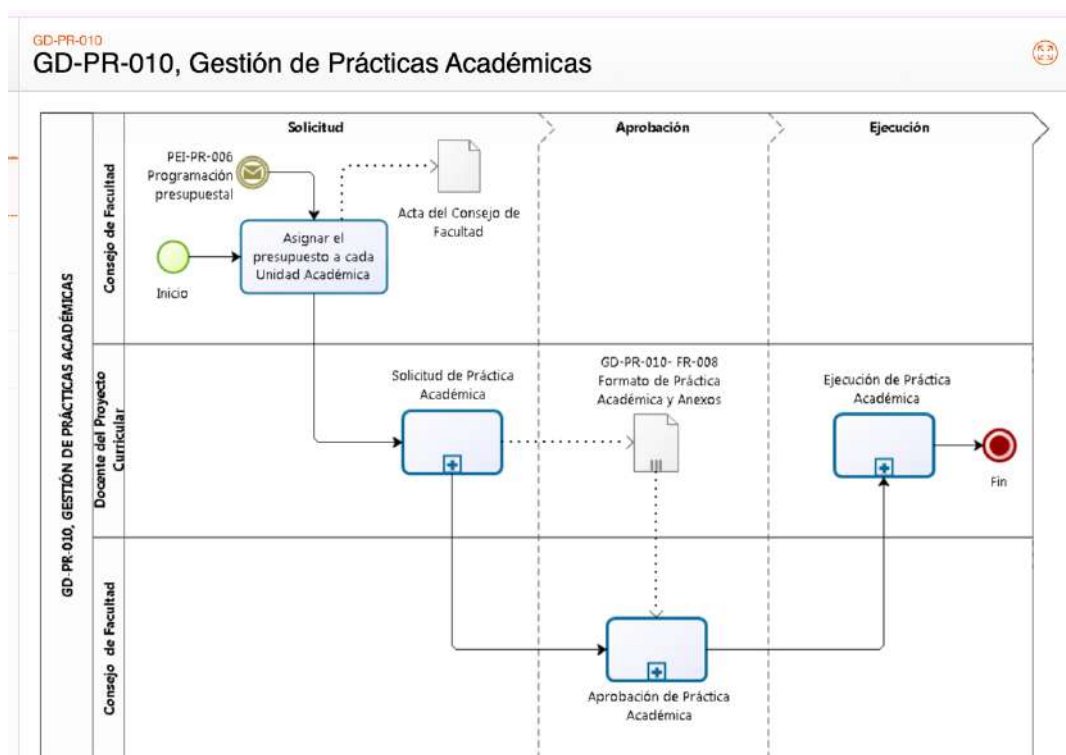 GD-PR-010
GD-PR-010, Gestión de Prácticas Académicas
Solicitud
Aprobación
Ejecución
GD-PR-010, GESTIÓN DE PRÁCTICAS ACADÉMICAS
Consejo de Facultad
PEI-PR-006
Programación
presupuestal
Acta del Consejo de
Facultad
Asignar el
presupuesto a cada
Unidad Académica
Inicio
Docente del Proyecto
Curricular
Solicitud de Práctica
Académica
GD-PR-010- FR-008
Formato de Práctica
Académica y Anexos
Ejecución de Práctica
Académica
Fin
Consejo de Facultad
Aprobación de Práctica
Académica